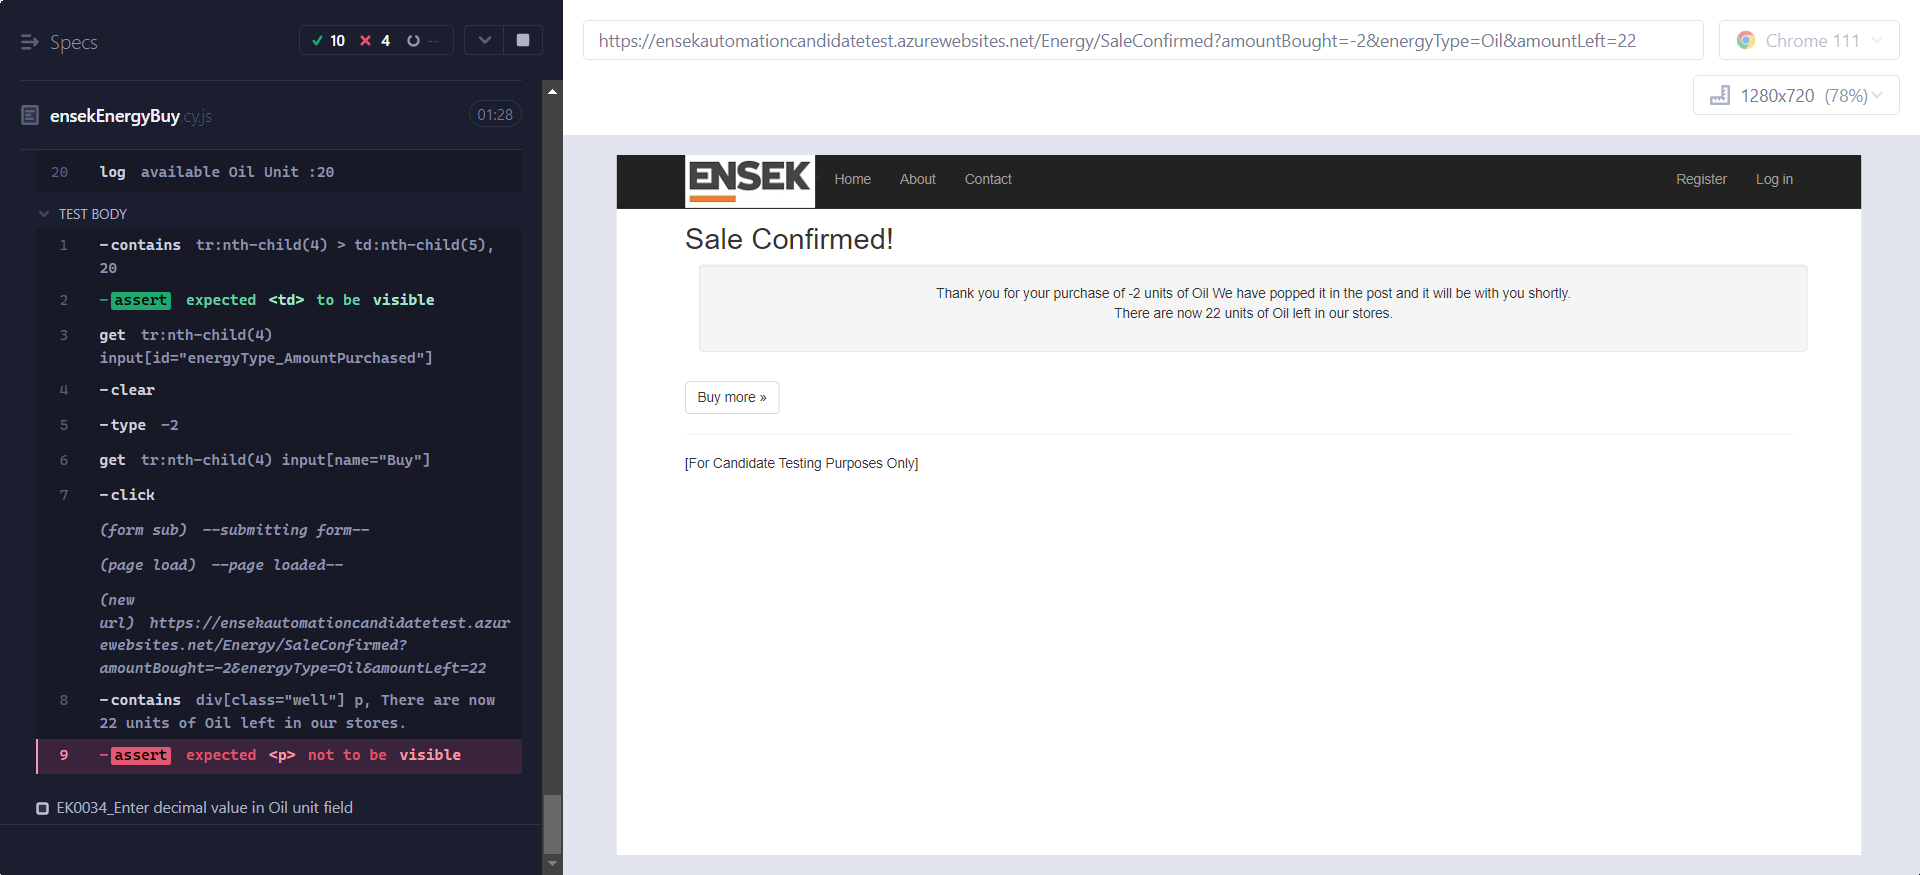 Specs
10 4 --
ensekEnergyBuy.cy.js 01:28
20 log available Oil Unit :20
TEST BODY
1 -contains tr:nth-child(4) > td:nth-child(5),
20
2 -assert expected <td> to be visible
3 get tr:nth-child(4)
input[id="energyType_AmountPurchased"]
4 -clear
5 -type -2
6 get tr:nth-child(4) input[name="Buy"]
7 -click
(form sub) --submitting form--
(page load) --page loaded--
(new
url) https://ensekautomationcandidatetest.azur
ewebsites.net/Energy/SaleConfirmed?
amountBought=-2&energyType=Oil&amountLeft=22
8 -contains div[class="well"] p, There are now
22 units of Oil left in our stores.
9 -assert expected <p> not to be visible
EK0034_Enter decimal value in Oil unit field
https://ensekautomationcandidatetest.azurewebsites.net/Energy/SaleConfirmed?amountBought=-2&energyType=Oil&amountLeft=22
Chrome 111
1280x720 (78%)
ENSEK Home About Contact Register Log in
Sale Confirmed!
Thank you for your purchase of -2 units of Oil We have popped it in the post and it will be with you shortly.
There are now 22 units of Oil left in our stores.
Buy more »
[For Candidate Testing Purposes Only]